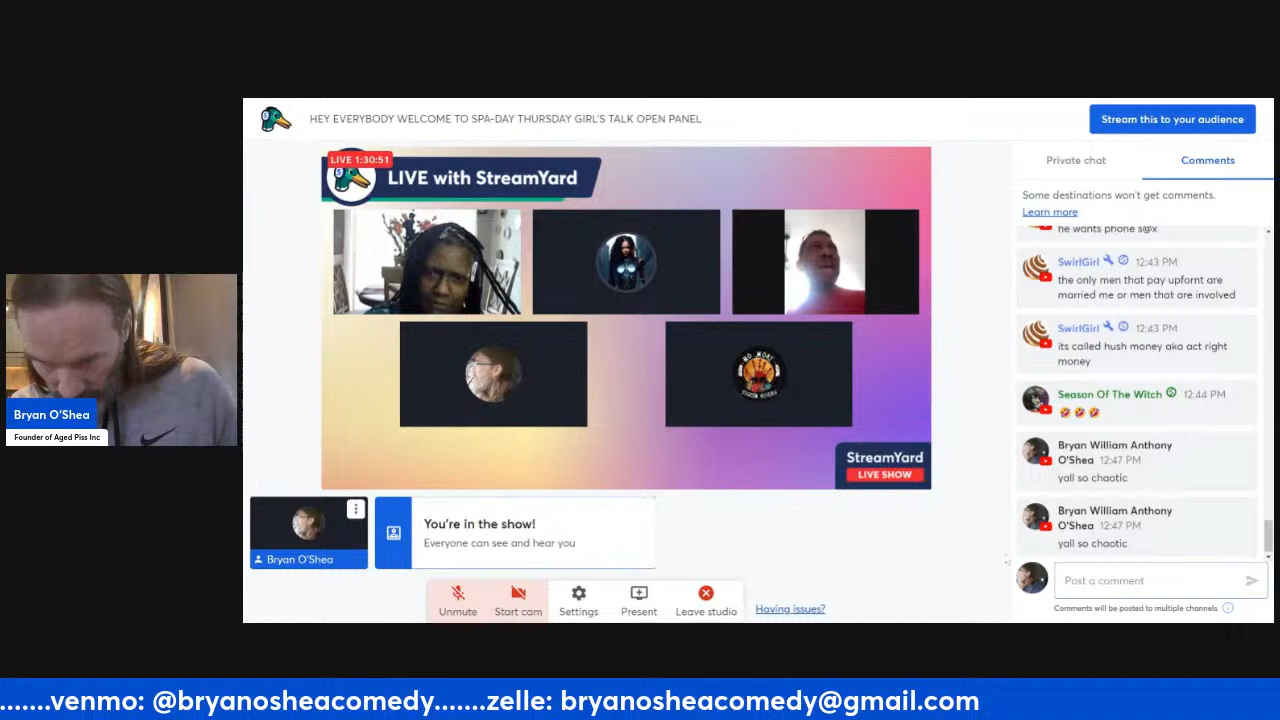 HEY EVERYBODY WELCOME TO SPA-DAY THURSDAY GIRL'S TALK OPEN PANEL
Stream this to your audience
LIVE 1:30:51
LIVE with StreamYard
Private chat
Comments
Some destinations won't get comments.
Learn more
he wants phone s@x
SwirlGirl 12:43 PM
the only men that pay upfornt are
married me or men that are involved
SwirlGirl 12:43 PM
its called hush money aka act right
money
Season Of The Witch 12:44 PM
🤣🤣🤣
Bryan William Anthony
O'Shea 12:47 PM
yall so chaotic
Bryan William Anthony
O'Shea 12:47 PM
yall so chaotic
Post a comment
Comments will be posted to multiple channels
NO MORE
StreamYard
LIVE SHOW
Bryan O'Shea
Founder of Aged Piss Inc
Bryan O'Shea
You're in the show!
Everyone can see and hear you
Unmute
Start cam
Settings
Present
Leave studio
Having issues?
.......venmo: @bryanosheacomedy.......zelle: bryanosheacomedy@gmail.com